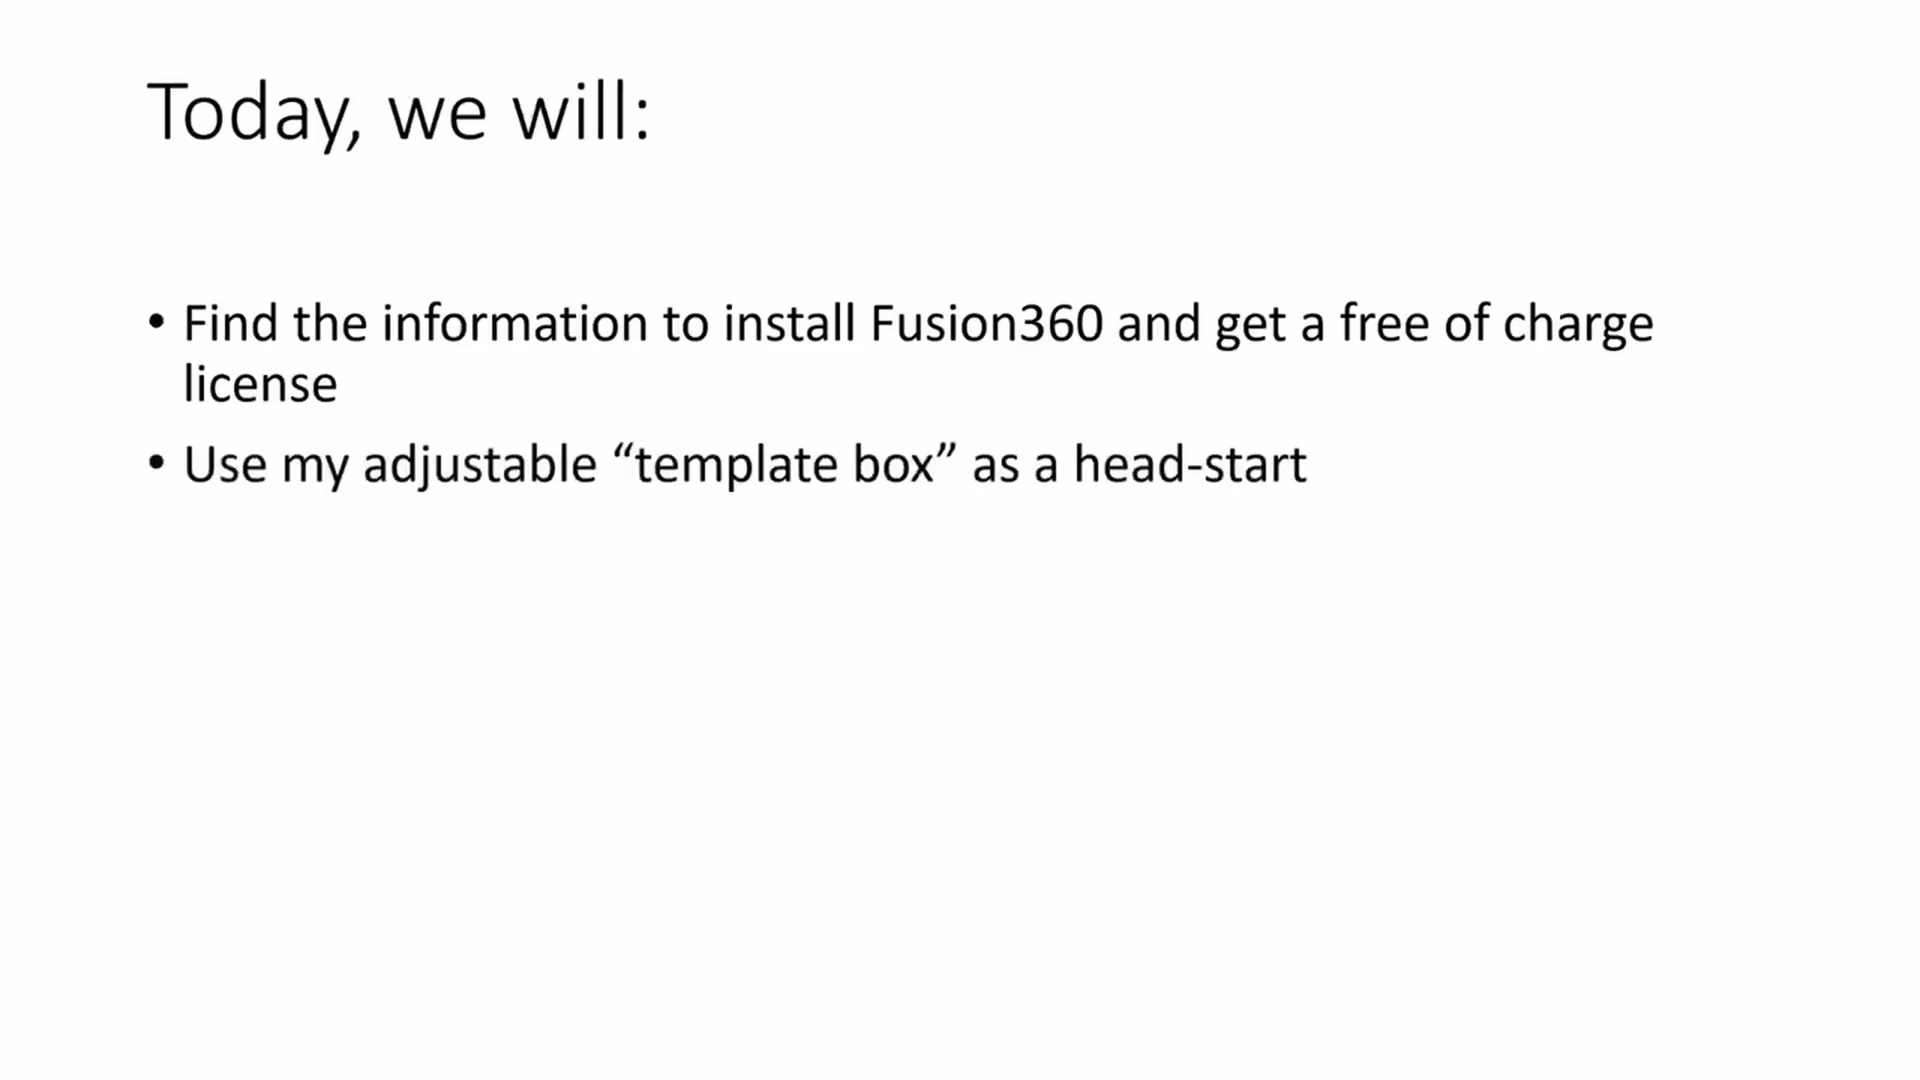 Today, we will:
• Find the information to install Fusion360 and get a free of charge
license
• Use my adjustable “template box” as a head-start